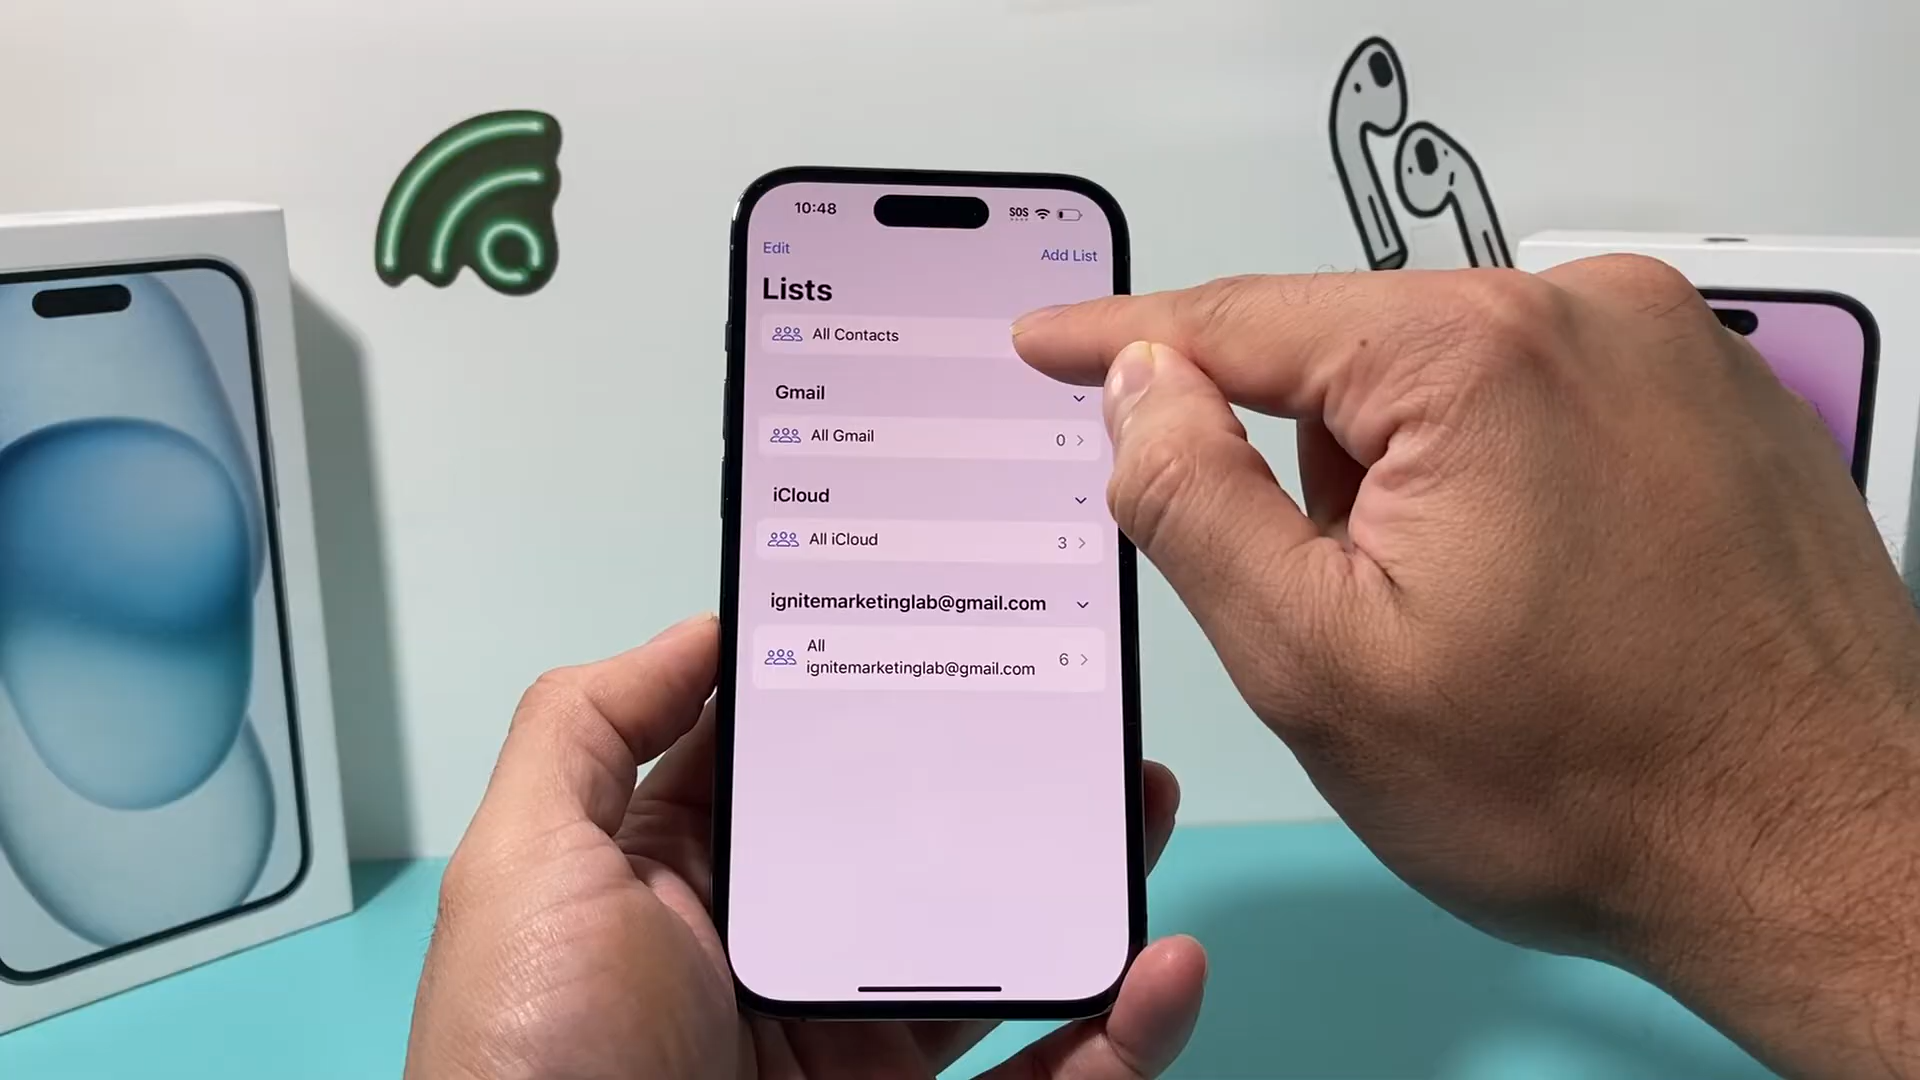 10:48
SOS
Edit
Add List
Lists
All Contacts
Gmail
All Gmail
0
iCloud
All iCloud
3
ignitemarketinglab@gmail.com
All
ignitemarketinglab@gmail.com
6